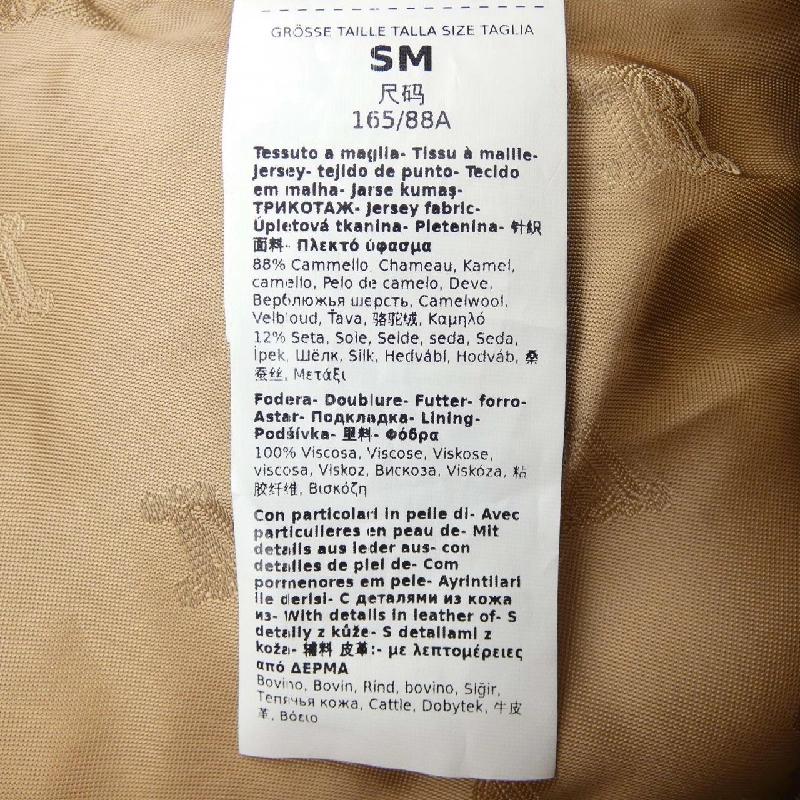 GRÖSSE TAILLE TALLA SIZE TAGLIA
SM
尺码
165/88A
Tessuto a maglia- Tissu à maille-
Jersey- tejido de punto- Tecido
em malha- Jarse kumaş-
ТРИКОТАЖ- Jersey fabric-
Úpletová tkanina- Pletenina- 针织
面料- Πλεκτό ύφασμα
88% Cammello, Chameau, Kamel,
camello, Pelo de camelo, Deve,
Верблюжья шерсть, Camelwool,
Velbloud, Ťava, 骆驼绒, Καμηλό
12% Seta, Soie, Seide, seda, Seda,
İpek, Шёлк, Silk, Hedvábí, Hodváb, 桑
蚕丝, Μετάξι
Fodera- Doublure- Futter- forro-
Astar- Подкладка- Lining-
Podšívka- 里料- Φόδρα
100% Viscosa, Viscose, Viskose,
viscosa, Viskoz, Вискоза, Viskóza, 粘
胶纤维, Βισκόζη
Con particolari in pelle di- Avec
particulieres en peau de- Mit
details aus leder aus- con
detalles de piel de- Com
pormenores em pele- Ayrintilari
ile derisi- С деталями из кожа
из- With details in leather of- S
detaily z kůže- S detailami z
kože- 辅料 皮革:- με λεπτομέρειες
από ΔΕΡΜΑ
Bovino, Bovin, Rind, bovino, Siğir,
Телячья кожа, Cattle, Dobytek, 牛皮
革, Βόειο